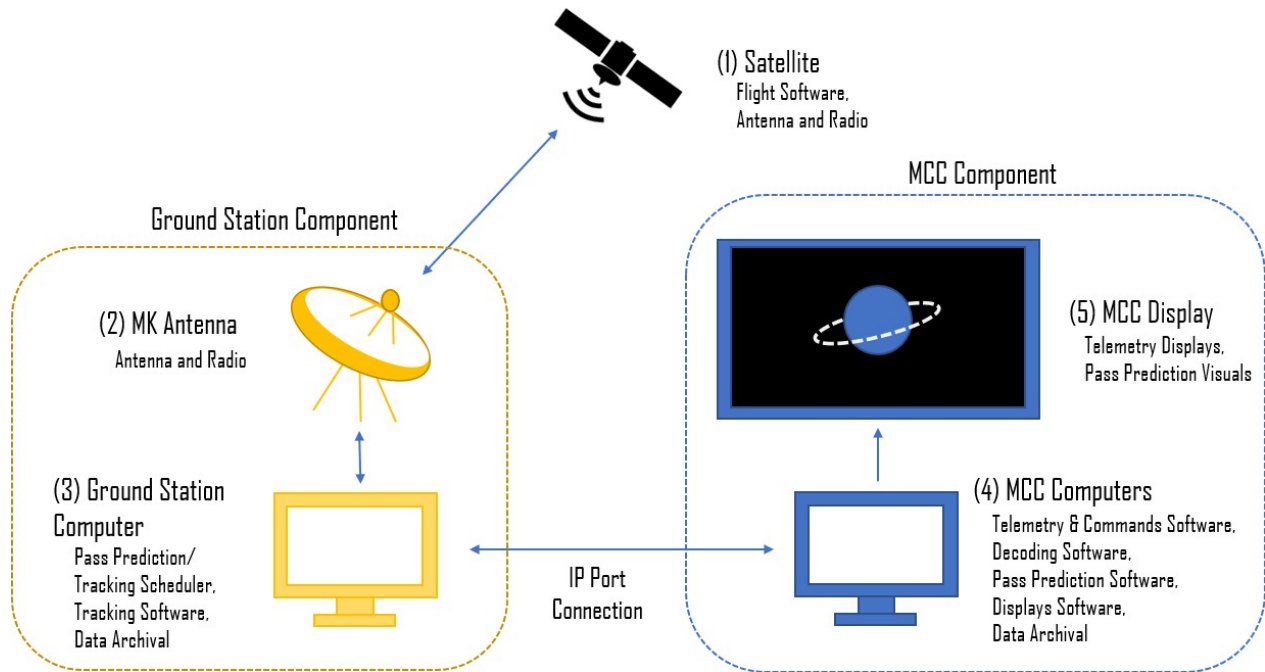 (1) Satellite
Flight Software,
Antenna and Radio
MCC Component
Ground Station Component
(2) MK Antenna
Antenna and Radio
(5) MCC Display
Telemetry Displays,
Pass Prediction Visuals
(3) Ground Station
Computer
Pass Prediction/
Tracking Scheduler,
Tracking Software,
Data Archival
IP Port
Connection
(4) MCC Computers
Telemetry & Commands Software,
Decoding Software,
Pass Prediction Software,
Displays Software,
Data Archival